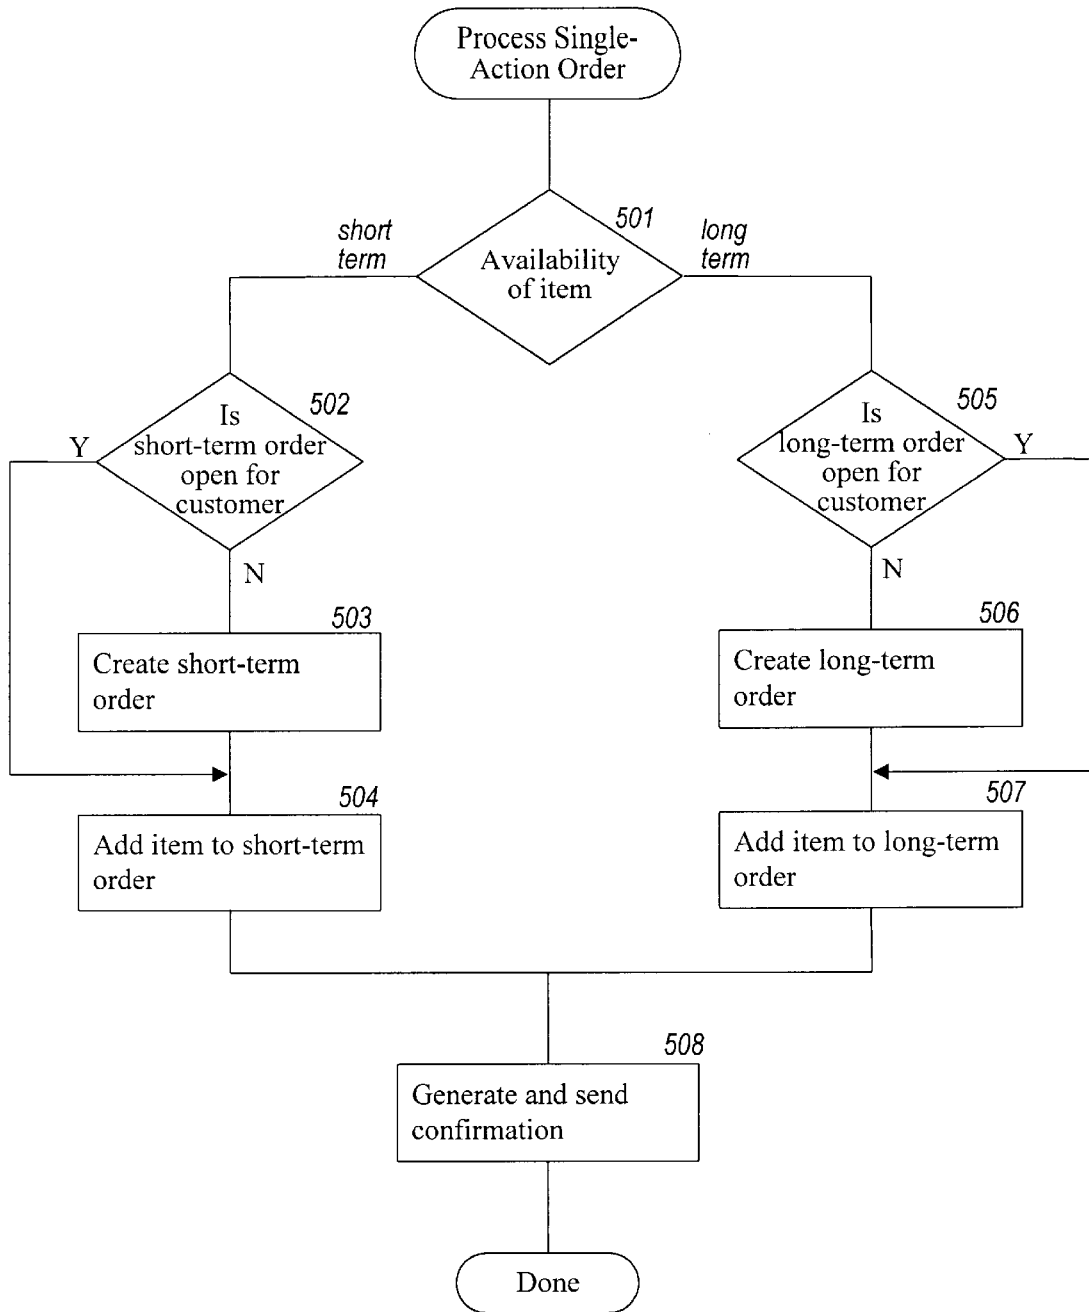 Process Single-
Action Order
501
short
term
long
term
Availability
of item
502
Is
short-term order
open for
customer
Y
N
505
Is
long-term order
open for
customer
Y
N
503
Create short-term
order
506
Create long-term
order
504
Add item to short-term
order
507
Add item to long-term
order
508
Generate and send
confirmation
Done